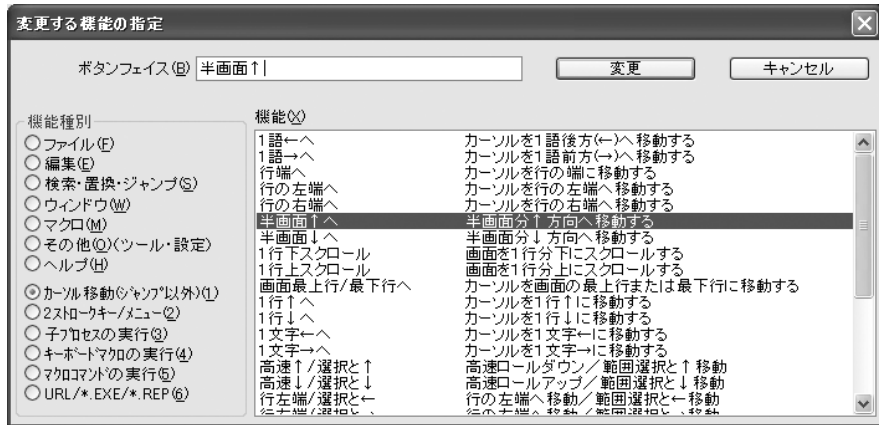 変更する機能の指定
ボタンフェイス(B) 半画面↑ 変更 キャンセル
機能種別
ファイル(F)
編集(E)
検索・置換・ジャンプ(S)
ウィンドウ(W)
マクロ(M)
その他(O)(ツール・設定)
ヘルプ(H)
カーソル移動(ジャンプ以外)(1)
2ストロークキー/メニュー(2)
子プロセスの実行(3)
キーボードマクロの実行(4)
マクロコマンドの実行(5)
URL/*.EXE/*.REP(6)
機能(X)
1語←へ カーソルを1語後方(←)へ移動する
1語→へ カーソルを1語前方(→)へ移動する
行端へ カーソルを行の端に移動する
行の左端へ カーソルを行の左端へ移動する
行の右端へ カーソルを行の右端へ移動する
半画面↑へ 半画面分↑方向へ移動する
半画面↓へ 半画面分↓方向へ移動する
1行下スクロール 画面を1行分下にスクロールする
1行上スクロール 画面を1行分上にスクロールする
画面最上行/最下行へ カーソルを画面の最上行または最下行に移動する
1行↑へ カーソルを1行↑に移動する
1行↓へ カーソルを1行↓に移動する
1文字←へ カーソルを1文字←に移動する
1文字→へ カーソルを1文字→に移動する
高速↑/選択と↑ 高速ロールダウン/範囲選択と↑移動
高速↓/選択と↓ 高速ロールアップ/範囲選択と↓移動
行左端/選択と← 行の左端へ移動/範囲選択と←移動